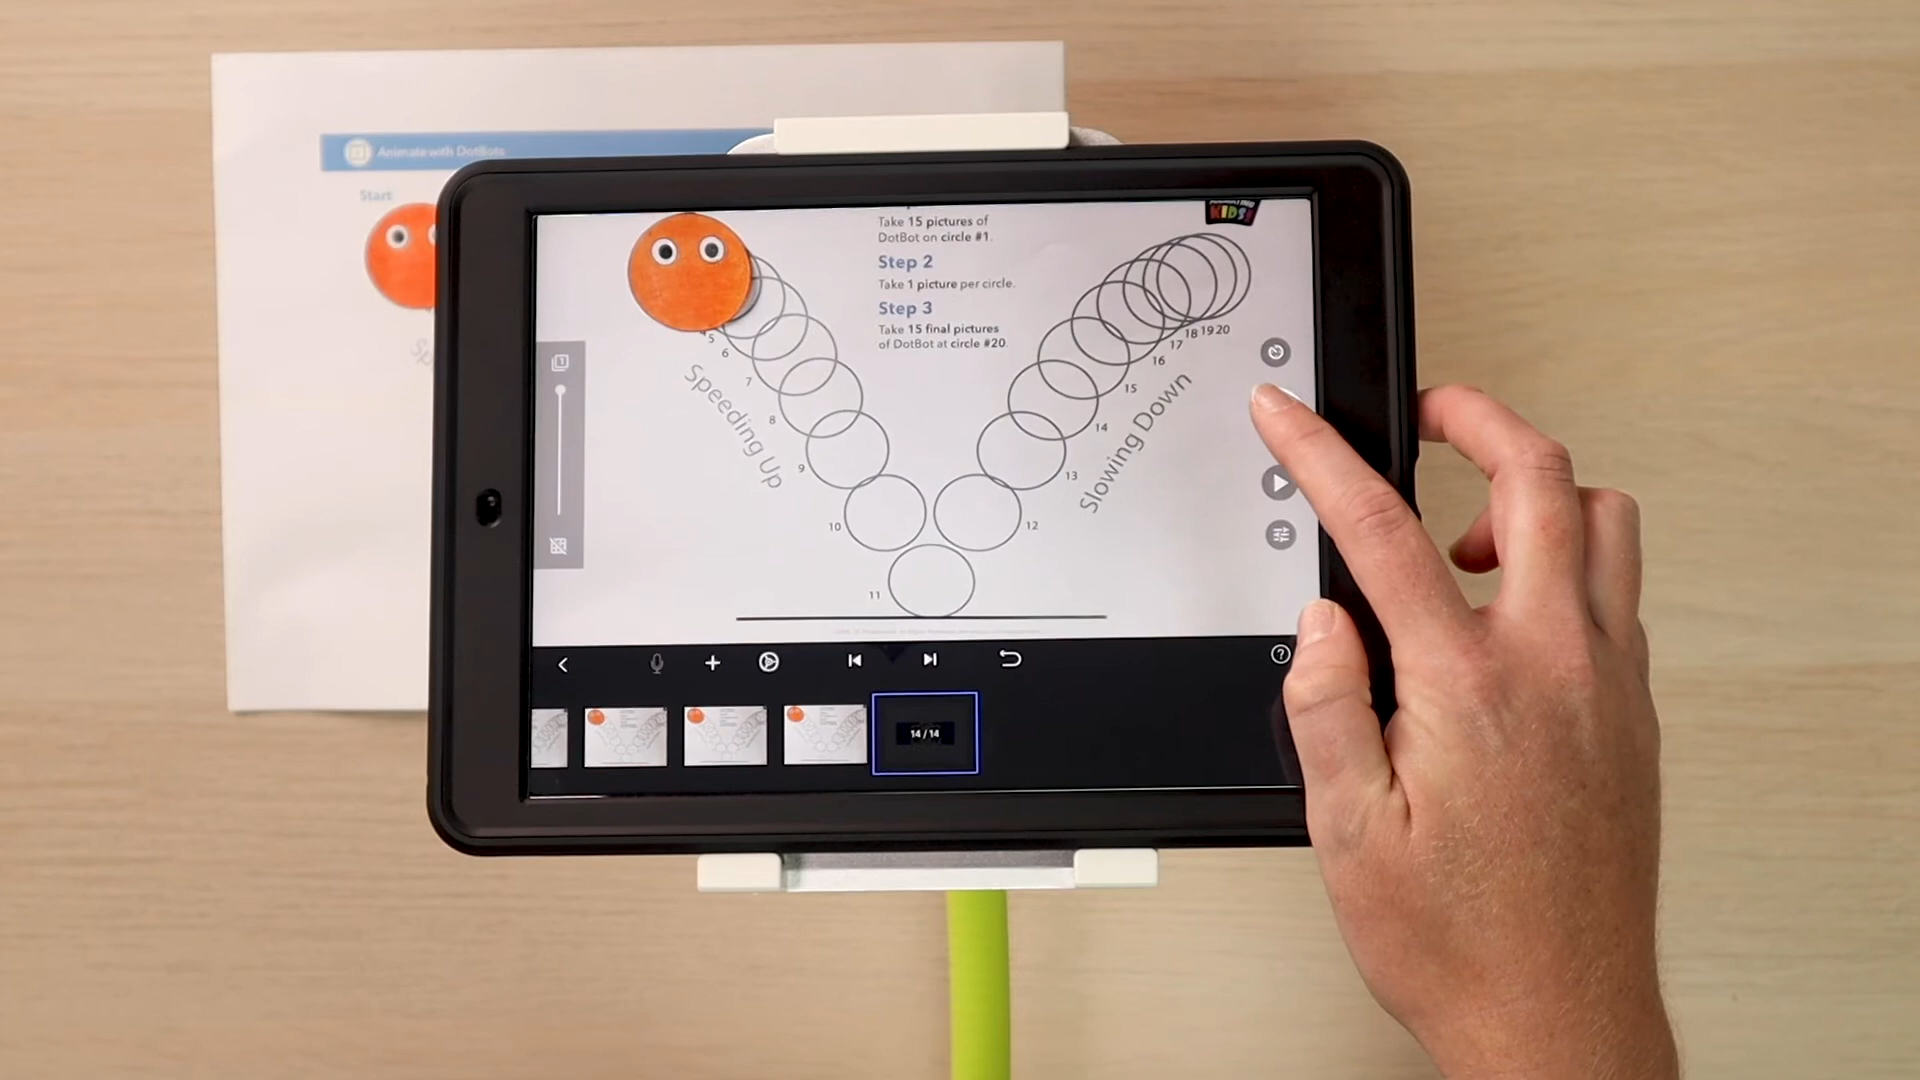 Animate with DotBots
Start
Take 15 pictures of
DotBot on circle #1.
Step 2
Take 1 picture per circle.
Step 3
Take 15 final pictures
of DotBot at circle #20.
KIDS!
5
6
7
8
9
10
11
12
13
14
15
16
17
18 19 20
Speeding Up
Slowing Down
14 / 14